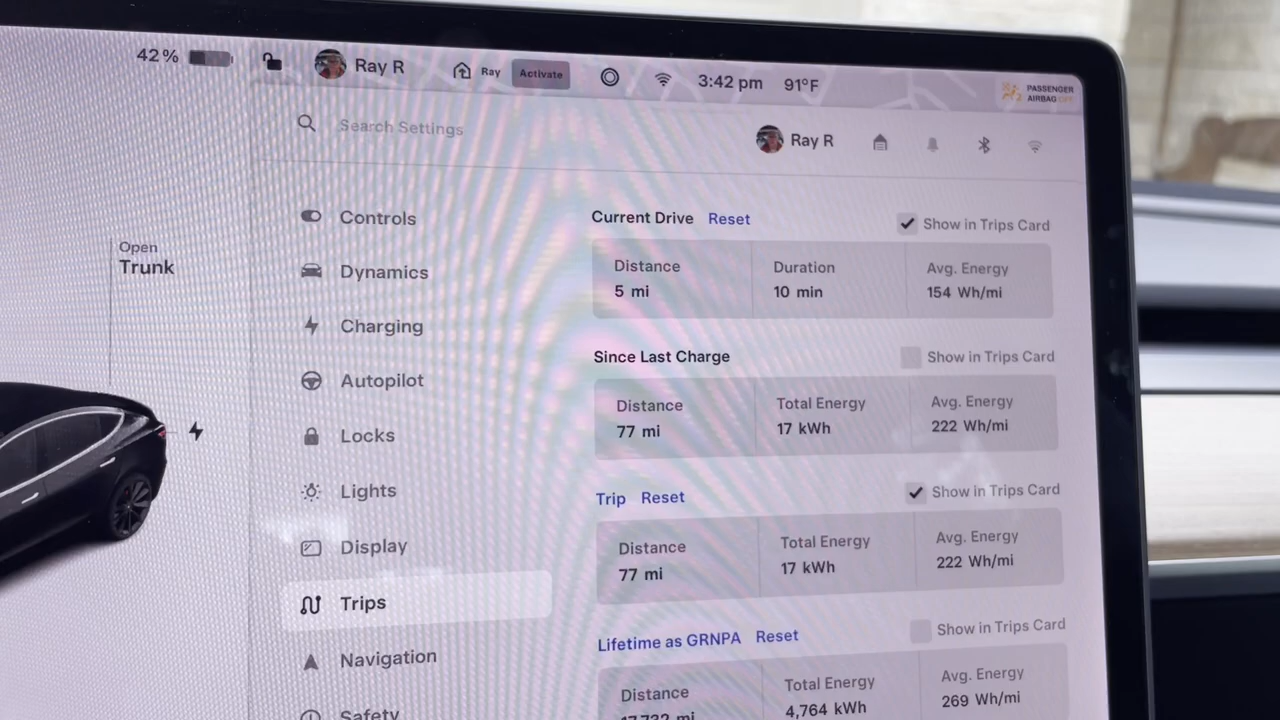 42%
Ray R
Ray
Activate
3:42 pm
91°F
PASSENGER
AIRBAG OFF
Search Settings
Ray R
Open
Trunk
Controls
Dynamics
Charging
Autopilot
Locks
Lights
Display
Trips
Navigation
Safety
Current Drive Reset
Show in Trips Card
Distance Duration Avg. Energy
5 mi 10 min 154 Wh/mi
Since Last Charge
Show in Trips Card
Distance Total Energy Avg. Energy
77 mi 17 kWh 222 Wh/mi
Trip Reset
Show in Trips Card
Distance Total Energy Avg. Energy
77 mi 17 kWh 222 Wh/mi
Lifetime as GRNPA Reset
Show in Trips Card
Distance Total Energy Avg. Energy
mi 4,764 kWh 269 Wh/mi